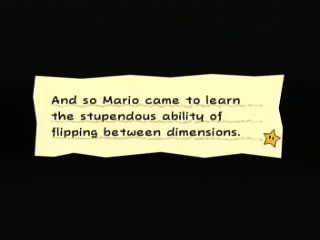 And so Mario came to learn
the stupendous ability of
flipping between dimensions.